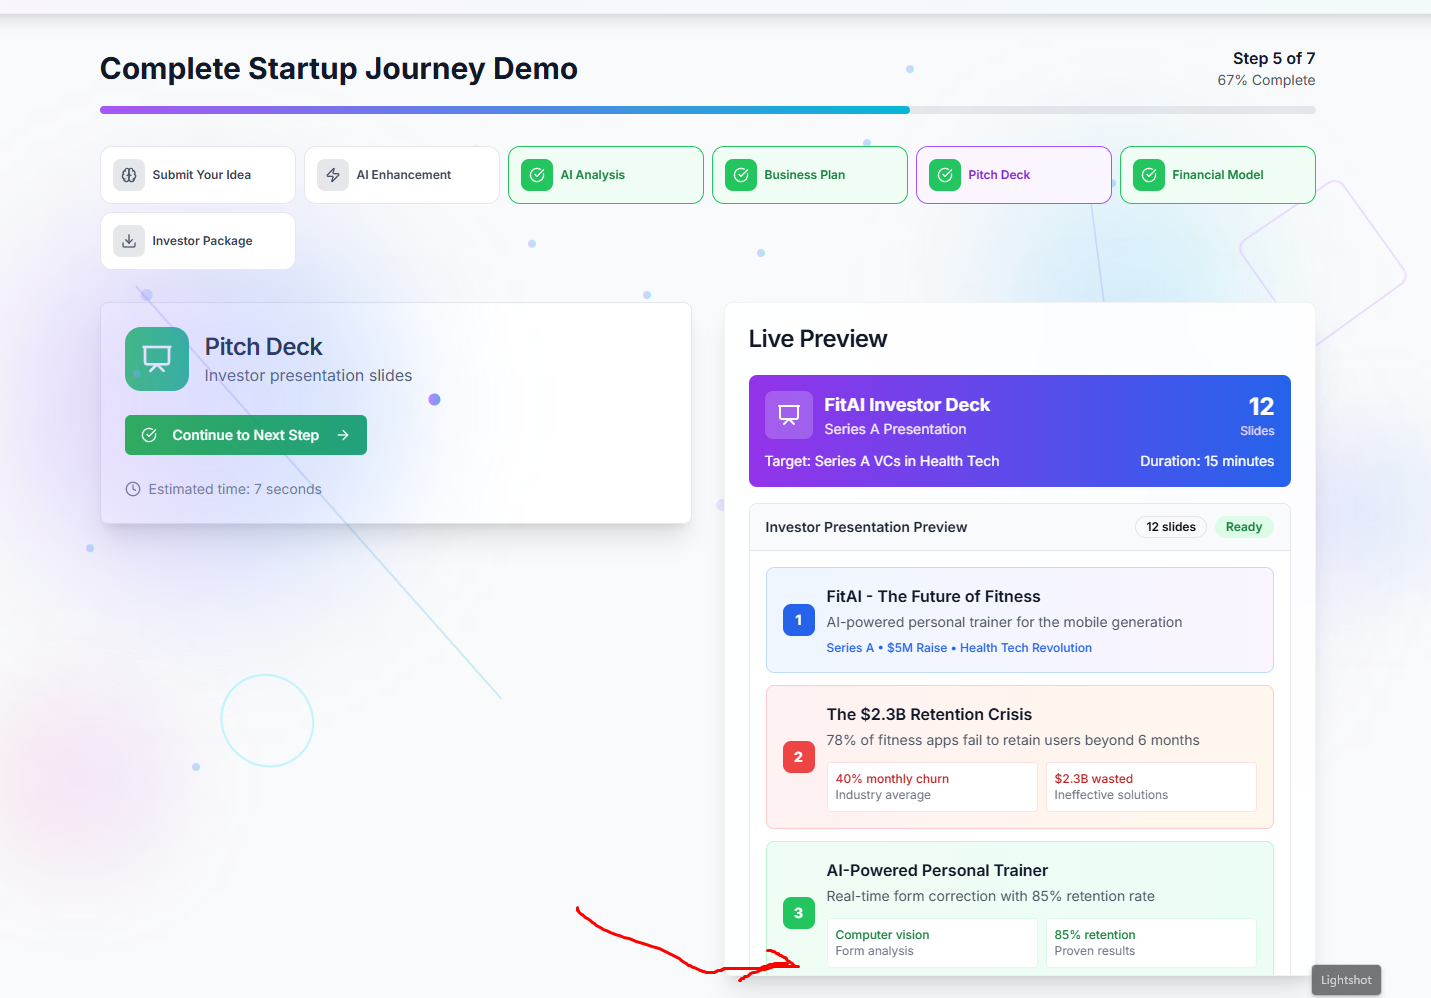 Complete Startup Journey Demo
Step 5 of 7
67% Complete
Submit Your Idea
AI Enhancement
AI Analysis
Business Plan
Pitch Deck
Financial Model
Investor Package
Pitch Deck
Investor presentation slides
Continue to Next Step
Estimated time: 7 seconds
Live Preview
FitAI Investor Deck
Series A Presentation
12
Slides
Target: Series A VCs in Health Tech
Duration: 15 minutes
Investor Presentation Preview
12 slides
Ready
1
FitAI - The Future of Fitness
AI-powered personal trainer for the mobile generation
Series A • $5M Raise • Health Tech Revolution
2
The $2.3B Retention Crisis
78% of fitness apps fail to retain users beyond 6 months
40% monthly churn
Industry average
$2.3B wasted
Ineffective solutions
3
AI-Powered Personal Trainer
Real-time form correction with 85% retention rate
Computer vision
Form analysis
85% retention
Proven results
Lightshot